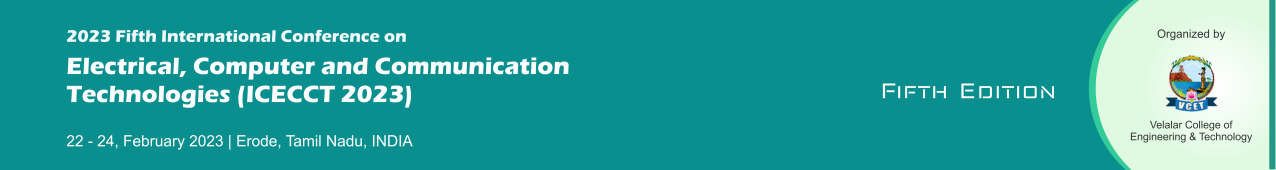 2023 Fifth International Conference on
Electrical, Computer and Communication
Technologies (ICECCT 2023)
22 - 24, February 2023 | Erode, Tamil Nadu, INDIA
Fifth Edition
Organized by
VCET
Velalar College of
Engineering & Technology